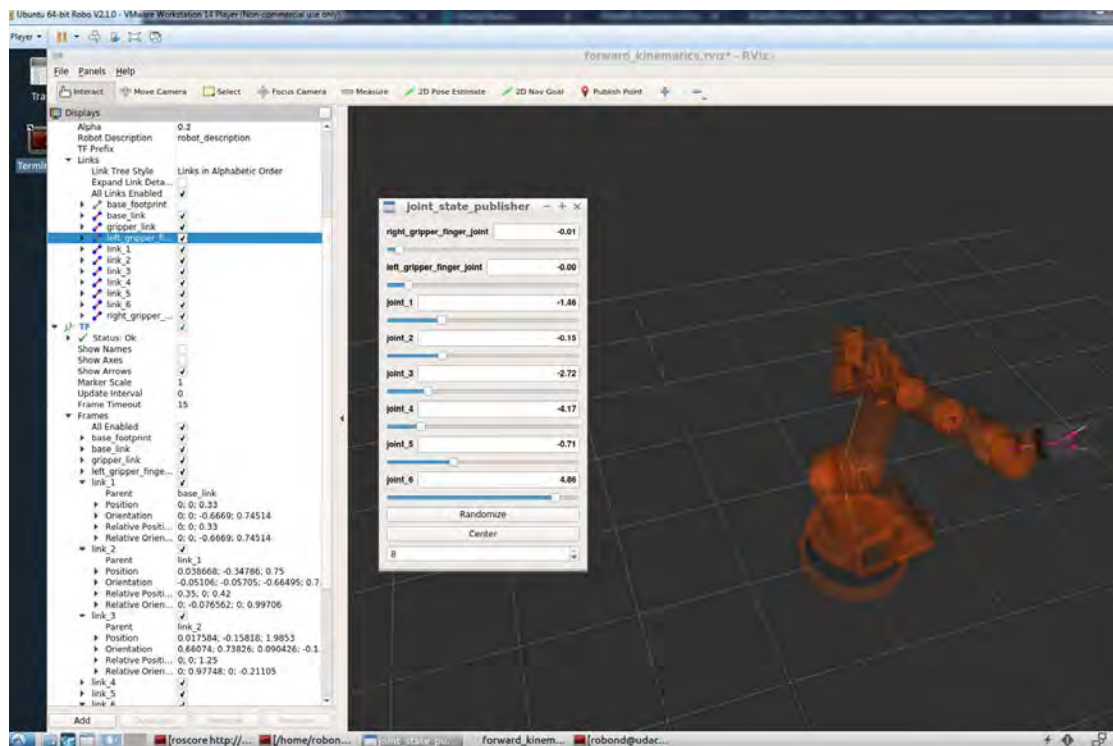 Ubuntu 64-bit Robo V2.1.0 - VMware Workstation 14 Player (Non-commercial use only)
Player
forward_kinematics.rviz* - RViz
File Panels Help
Interact Move Camera Select Focus Camera Measure 2D Pose Estimate 2D Nav Goal Publish Point
Displays
Alpha 0.3
Robot Description robot_description
TF Prefix
Links
Link Tree Style Links in Alphabetic Order
Expand Link Deta...
All Links Enabled
base_footprint
base_link
gripper_link
left_gripper_fi...
link_1
link_2
link_3
link_4
link_5
link_6
right_gripper_...
TF
Status: Ok
Show Names
Show Axes
Show Arrows
Marker Scale 1
Update Interval 0
Frame Timeout 15
Frames
All Enabled
base_footprint
base_link
gripper_link
left_gripper_finge...
link_1
Parent base_link
Position 0; 0; 0.33
Orientation 0; 0; -0.6669; 0.74514
Relative Positi... 0; 0; 0.33
Relative Orien... 0; 0; -0.6669; 0.74514
link_2
Parent link_1
Position 0.038668; -0.34786; 0.75
Orientation -0.05106; -0.05705; -0.66495; 0.7
Relative Positi... 0.35; 0; 0.42
Relative Orien... 0; -0.076562; 0; 0.99706
link_3
Parent link_2
Position 0.017584; -0.15818; 1.9853
Orientation 0.66074; 0.73826; 0.090426; -0.1
Relative Positi... 0; 0; 1.25
Relative Orien... 0; 0.97748; 0; -0.21105
link_4
link_5
link_6
Add
joint_state_publisher
right_gripper_finger_joint -0.01
left_gripper_finger_joint -0.00
joint_1 -1.46
joint_2 -0.15
joint_3 -2.72
joint_4 -4.17
joint_5 -0.71
joint_6 4.86
Randomize
Center
8
Tra
Termin
[roscore http://... [/home/robon... joint_state_pu... forward_kinem... [robond@udac...